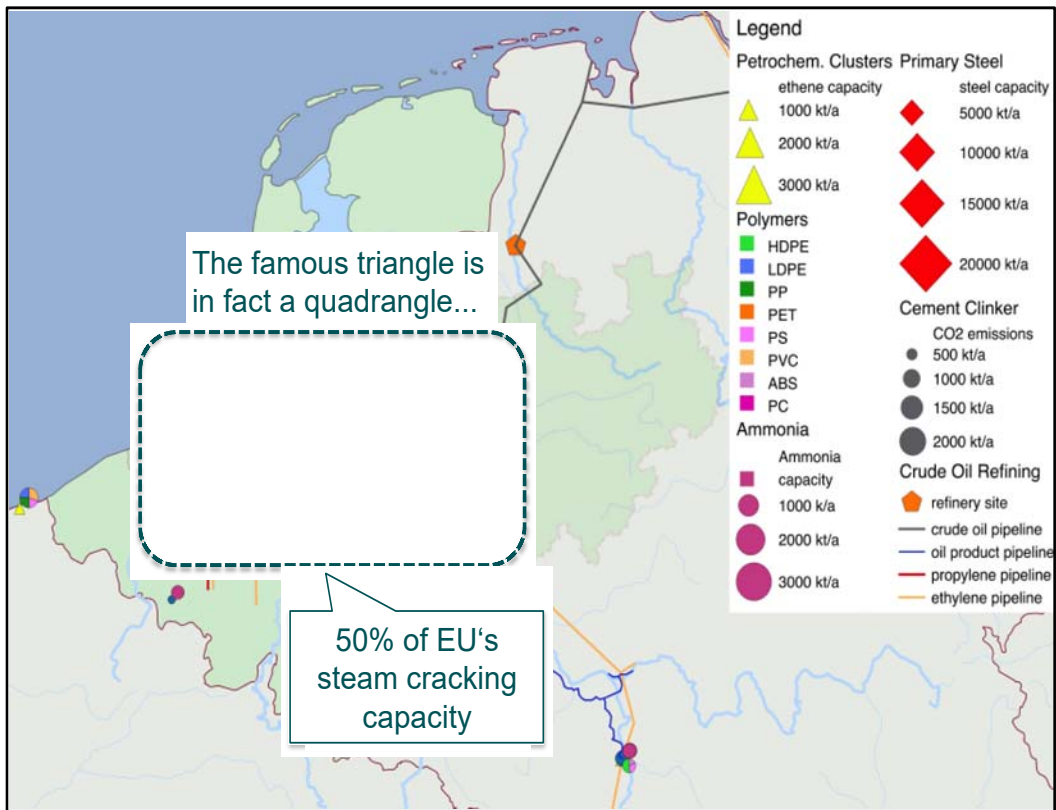 The famous triangle is
in fact a quadrangle...
50% of EU‘s
steam cracking
capacity
Legend
Petrochem. Clusters
ethene capacity
1000 kt/a
2000 kt/a
3000 kt/a
Polymers
HDPE
LDPE
PP
PET
PS
PVC
ABS
PC
Ammonia
Ammonia
capacity
1000 k/a
2000 kt/a
3000 kt/a
Primary Steel
steel capacity
5000 kt/a
10000 kt/a
15000 kt/a
20000 kt/a
Cement Clinker
CO2 emissions
500 kt/a
1000 kt/a
1500 kt/a
2000 kt/a
Crude Oil Refining
refinery site
crude oil pipeline
oil product pipeline
propylene pipeline
ethylene pipeline